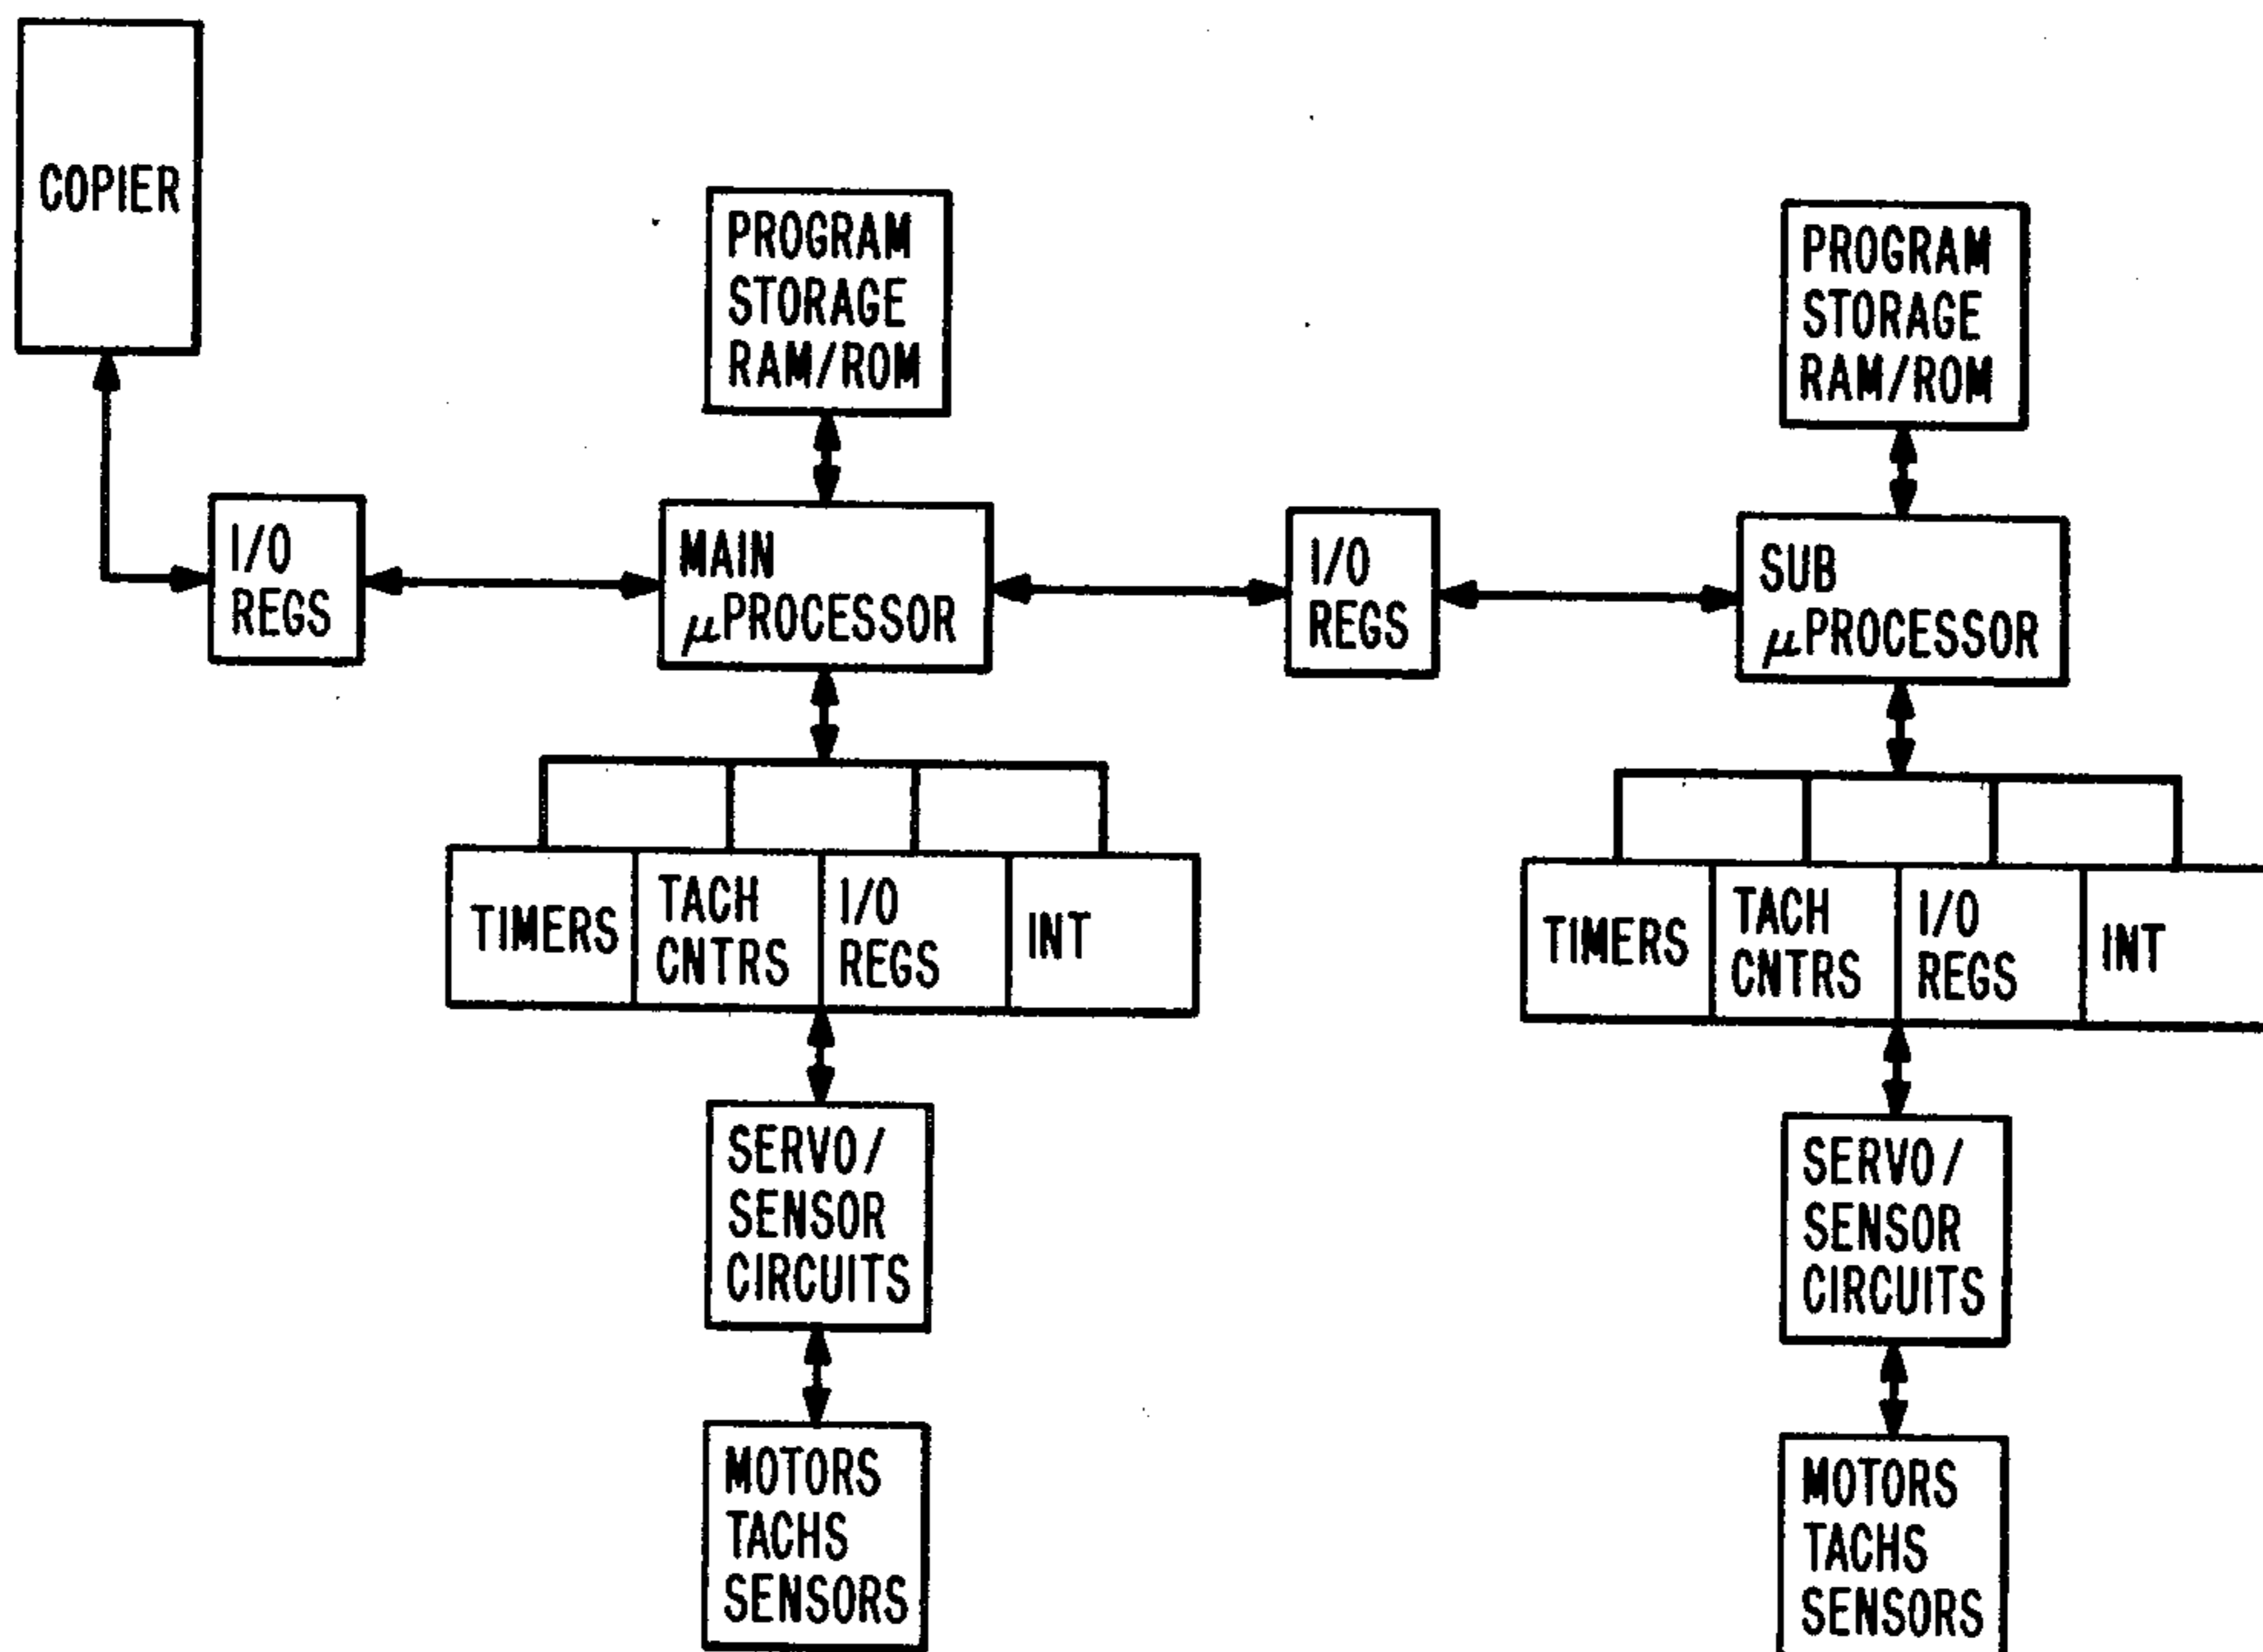 COPIER
PROGRAM
STORAGE
RAM/ROM
PROGRAM
STORAGE
RAM/ROM
I/O
REGS
MAIN
μPROCESSOR
I/O
REGS
SUB
μPROCESSOR
TIMERS
TACH
CNTRS
I/O
REGS
INT
TIMERS
TACH
CNTRS
I/O
REGS
INT
SERVO/
SENSOR
CIRCUITS
SERVO/
SENSOR
CIRCUITS
MOTORS
TACHS
SENSORS
MOTORS
TACHS
SENSORS